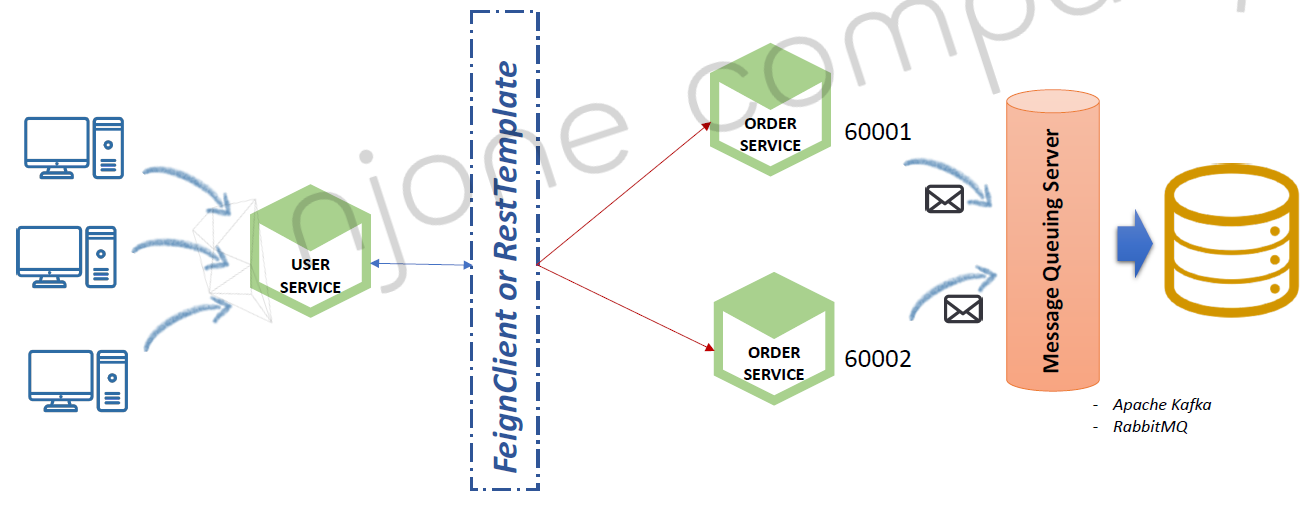 njone company
USER
SERVICE
FeignClient or RestTemplate
ORDER
SERVICE
60001
ORDER
SERVICE
60002
Message Queuing Server
- Apache Kafka
- RabbitMQ